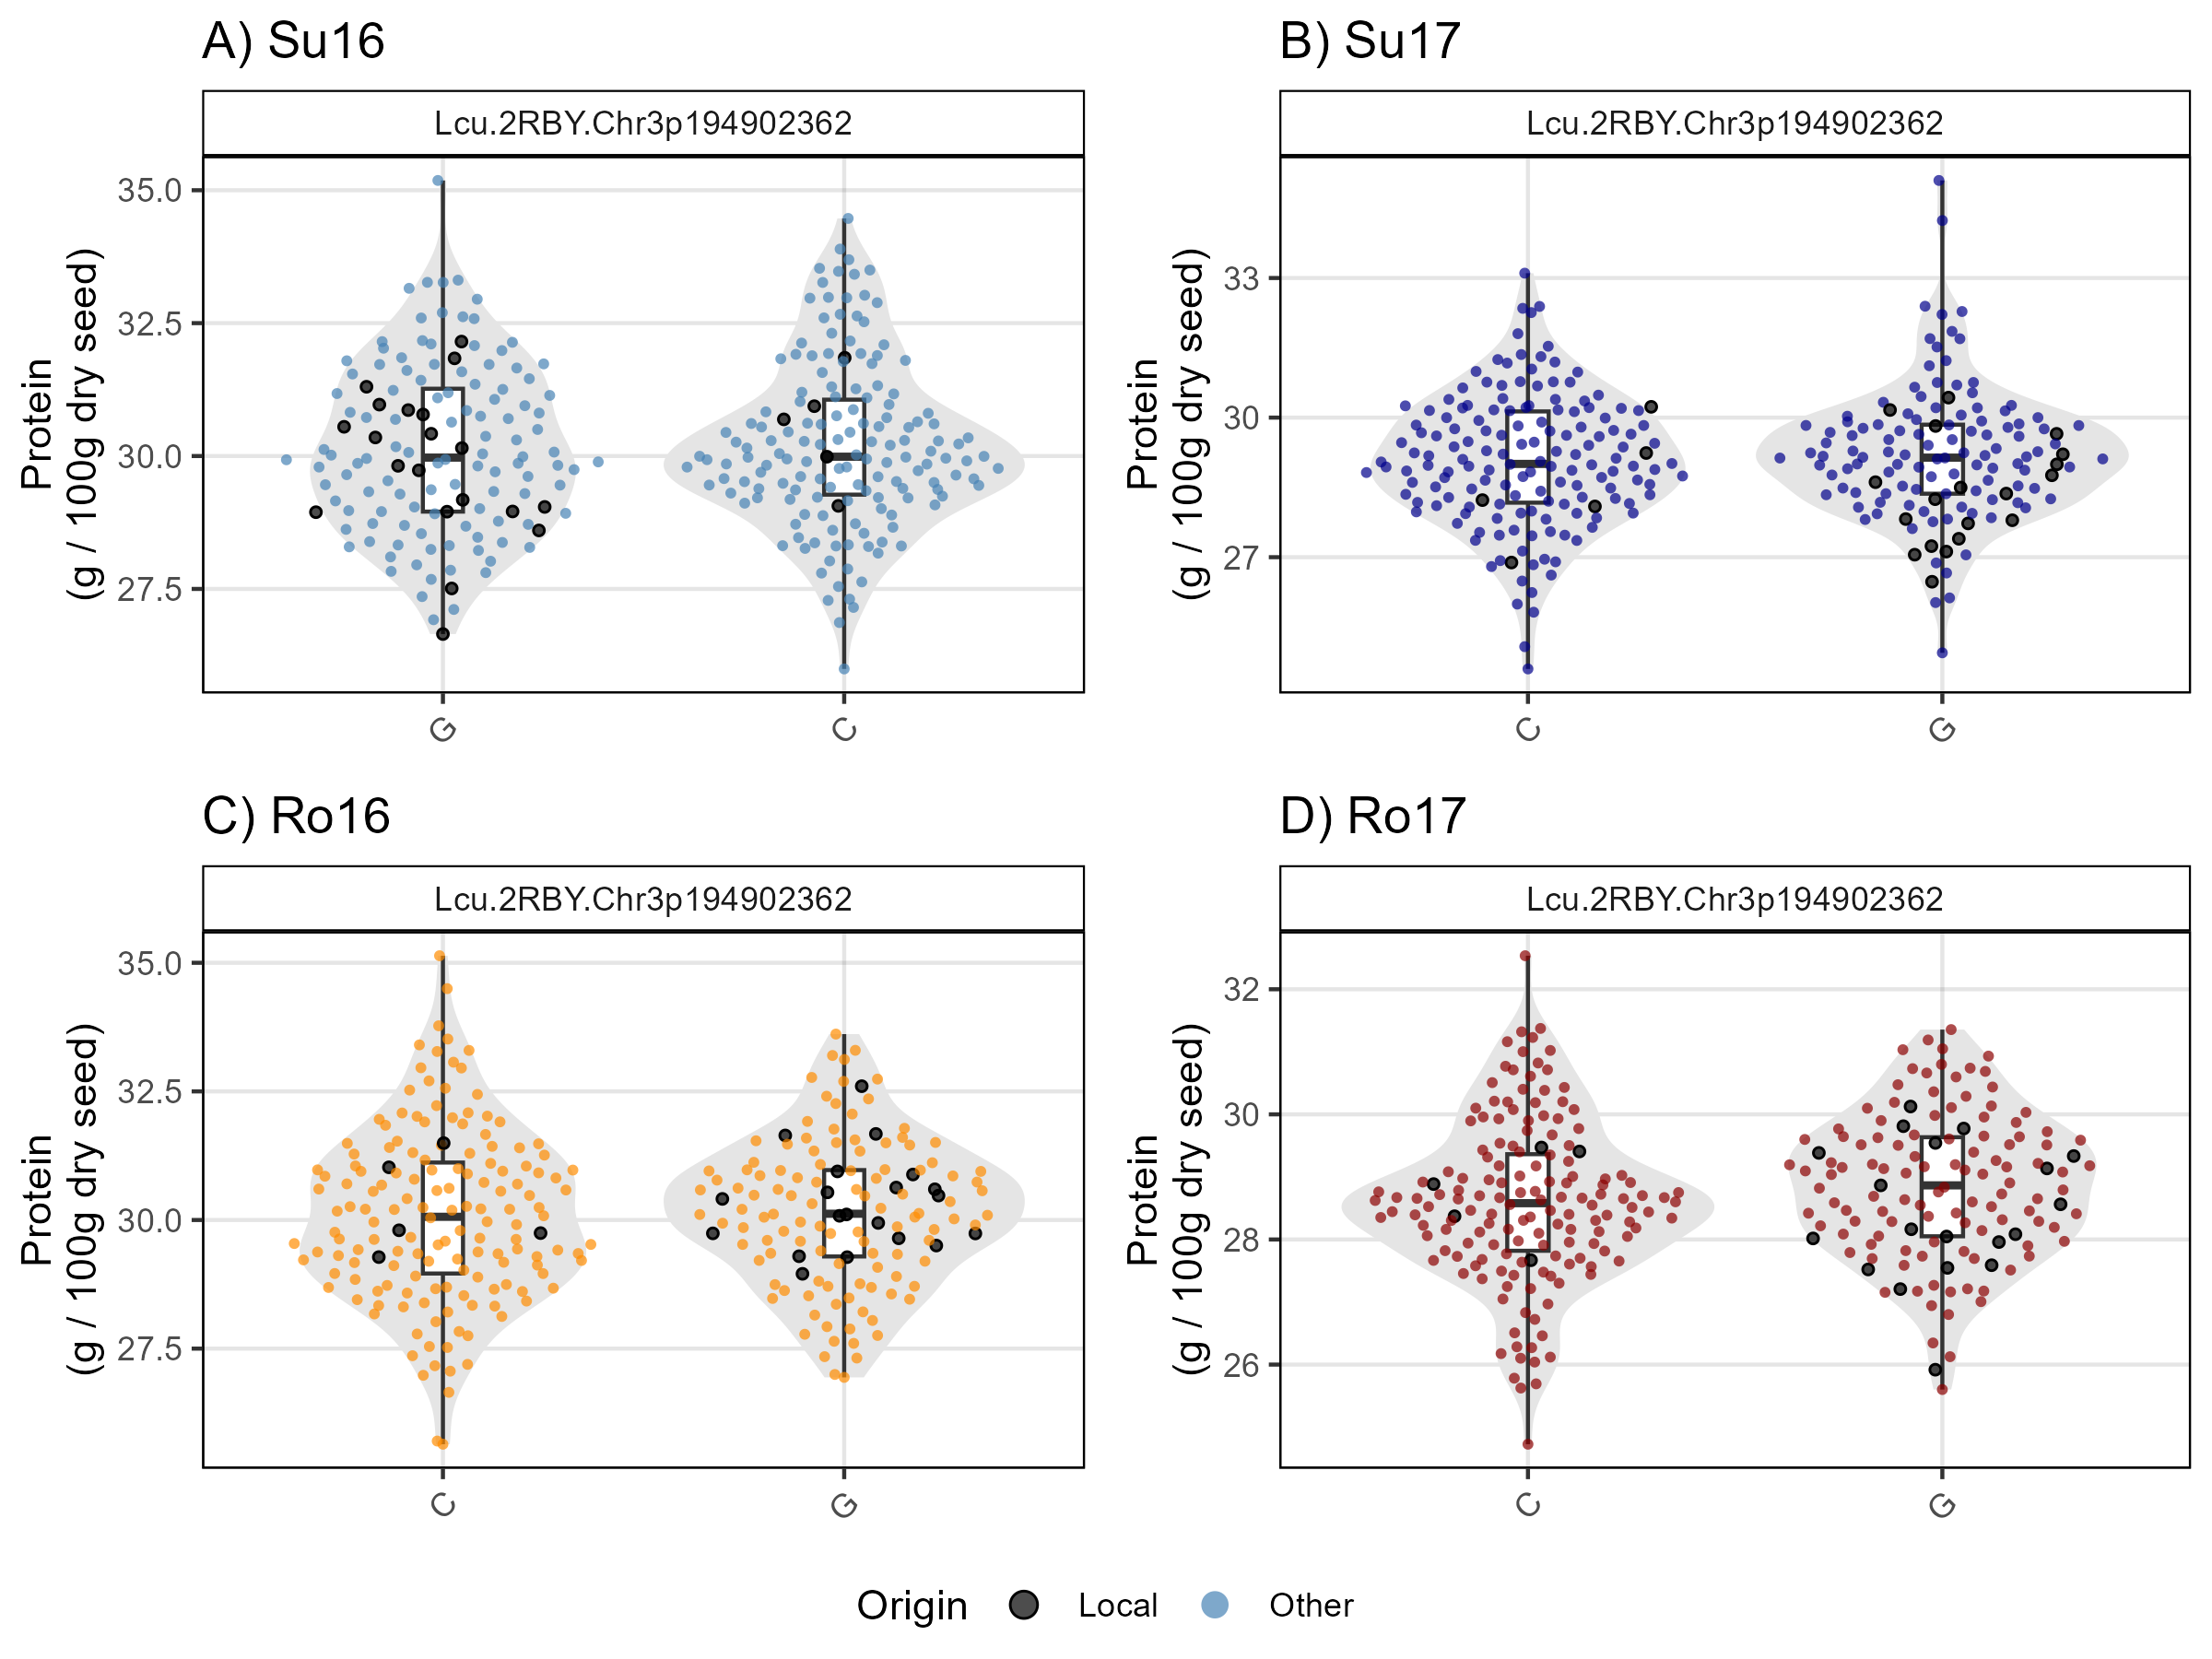 A) Su16
Lcu.2RBY.Chr3p194902362
Protein
(g / 100g dry seed)
35.0
32.5
30.0
27.5
G
C
B) Su17
Lcu.2RBY.Chr3p194902362
Protein
(g / 100g dry seed)
33
30
27
C
G
C) Ro16
Lcu.2RBY.Chr3p194902362
Protein
(g / 100g dry seed)
35.0
32.5
30.0
27.5
C
G
D) Ro17
Lcu.2RBY.Chr3p194902362
Protein
(g / 100g dry seed)
32
30
28
26
C
G
Origin Local Other